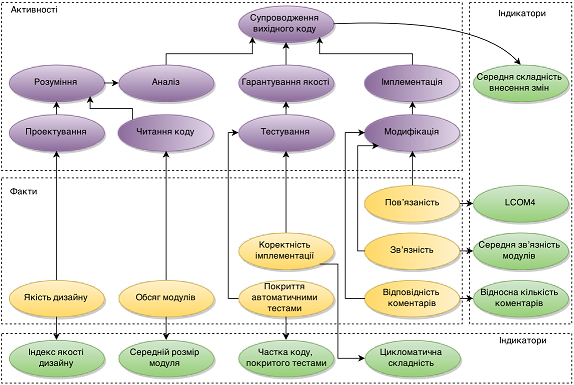 Активності
Індикатори
Супроводження
вихідного коду
Розуміння
Аналіз
Гарантування якості
Імплементація
Середня складність
внесення змін
Проектування
Читання коду
Тестування
Модифікація
Факти
Пов'язаність
LCOM4
Коректність
імплементації
Зв'язність
Середня зв'язність
модулів
Якість дизайну
Обсяг модулів
Покриття
автоматичними
тестами
Відповідність
коментарів
Відносна кількість
коментарів
Індикатори
Індекс якості
дизайну
Середній розмір
модуля
Частка коду,
покритого тестами
Цикломатична
складність